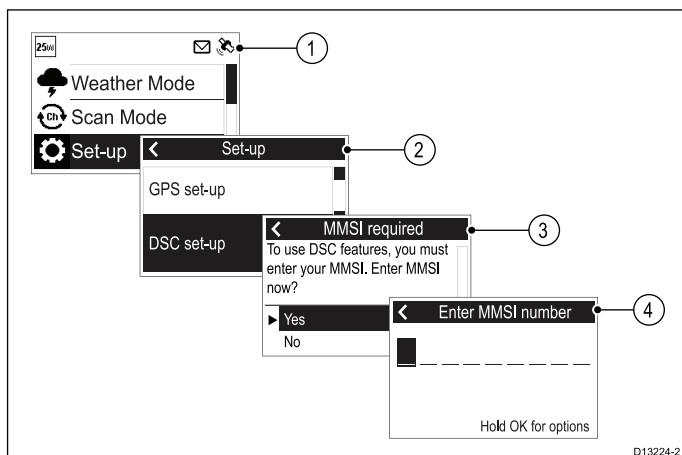 25W
1
Weather Mode
Ch
Scan Mode
Set-up
Set-up
2
GPS set-up
DSC set-up
MMSI required
3
To use DSC features, you must
enter your MMSI. Enter MMSI
now?
Yes
No
Enter MMSI number
4
Hold OK for options
D13224-2